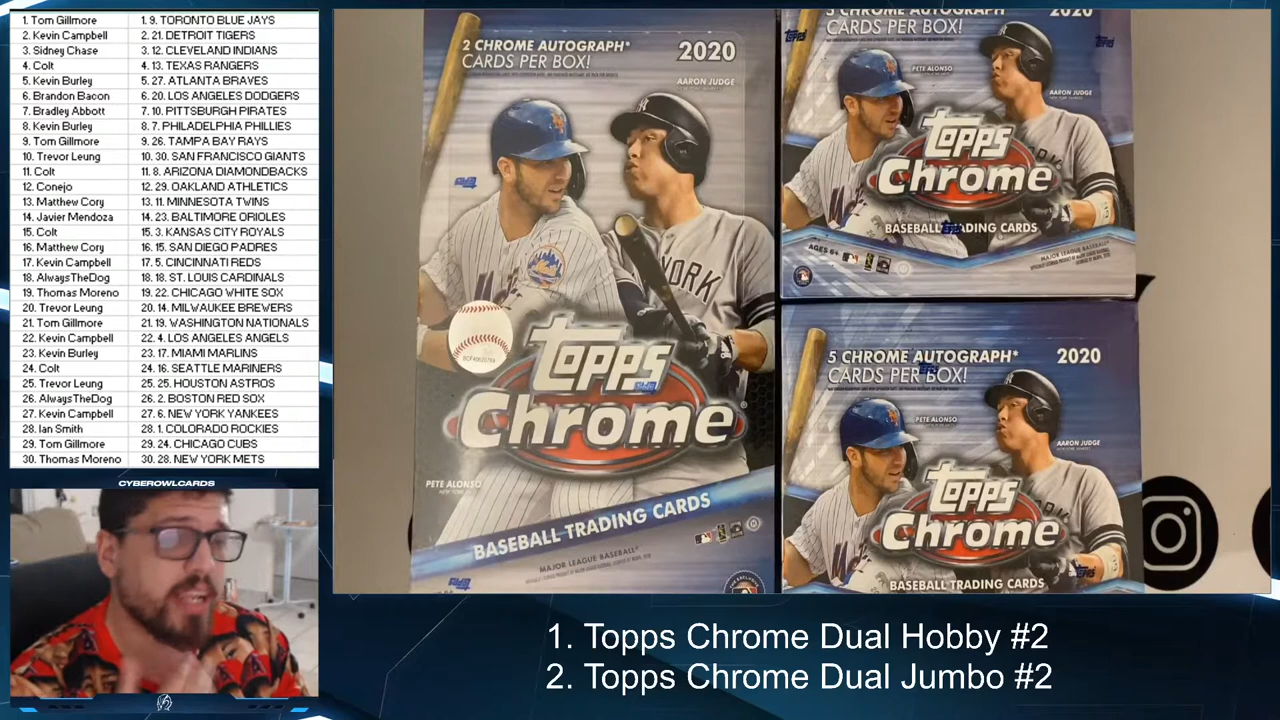 1. Tom Gillmore 1. 9. TORONTO BLUE JAYS
2. Kevin Campbell 2. 21. DETROIT TIGERS
3. Sidney Chase 3. 12. CLEVELAND INDIANS
4. Colt 4. 13. TEXAS RANGERS
5. Kevin Burley 5. 27. ATLANTA BRAVES
6. Brandon Bacon 6. 20. LOS ANGELES DODGERS
7. Bradley Abbott 7. 10. PITTSBURGH PIRATES
8. Kevin Burley 8. 7. PHILADELPHIA PHILLIES
9. Tom Gillmore 9. 26. TAMPA BAY RAYS
10. Trevor Leung 10. 30. SAN FRANCISCO GIANTS
11. Colt 11. 8. ARIZONA DIAMONDBACKS
12. Conejo 12. 29. OAKLAND ATHLETICS
13. Matthew Cory 13. 11. MINNESOTA TWINS
14. Javier Mendoza 14. 23. BALTIMORE ORIOLES
15. Colt 15. 3. KANSAS CITY ROYALS
16. Matthew Cory 16. 15. SAN DIEGO PADRES
17. Kevin Campbell 17. 5. CINCINNATI REDS
18. AlwaysTheDog 18. 18. ST. LOUIS CARDINALS
19. Thomas Moreno 19. 22. CHICAGO WHITE SOX
20. Trevor Leung 20. 14. MILWAUKEE BREWERS
21. Tom Gillmore 21. 19. WASHINGTON NATIONALS
22. Kevin Campbell 22. 4. LOS ANGELES ANGELS
23. Kevin Burley 23. 17. MIAMI MARLINS
24. Colt 24. 16. SEATTLE MARINERS
25. Trevor Leung 25. 25. HOUSTON ASTROS
26. AlwaysTheDog 26. 2. BOSTON RED SOX
27. Kevin Campbell 27. 6. NEW YORK YANKEES
28. Ian Smith 28. 1. COLORADO ROCKIES
29. Tom Gillmore 29. 24. CHICAGO CUBS
30. Thomas Moreno 30. 28. NEW YORK METS
CYBEROWLCARDS
2 CHROME AUTOGRAPH*
CARDS PER BOX!
2020
AARON JUDGE
YORK
Topps
Chrome
PETE ALONSO
BASEBALL TRADING CARDS
MAJOR LEAGUE BASEBALL
5 CHROME AUTOGRAPH*
CARDS PER BOX!
2020
PETE ALONSO
AARON JUDGE
Topps
Chrome
BASEBALL TRADING CARDS
AGES 6+
MAJOR LEAGUE BASEBALL
5 CHROME AUTOGRAPH*
CARDS PER BOX!
2020
PETE ALONSO
AARON JUDGE
Topps
Chrome
BASEBALL TRADING CARDS
1. Topps Chrome Dual Hobby #2
2. Topps Chrome Dual Jumbo #2